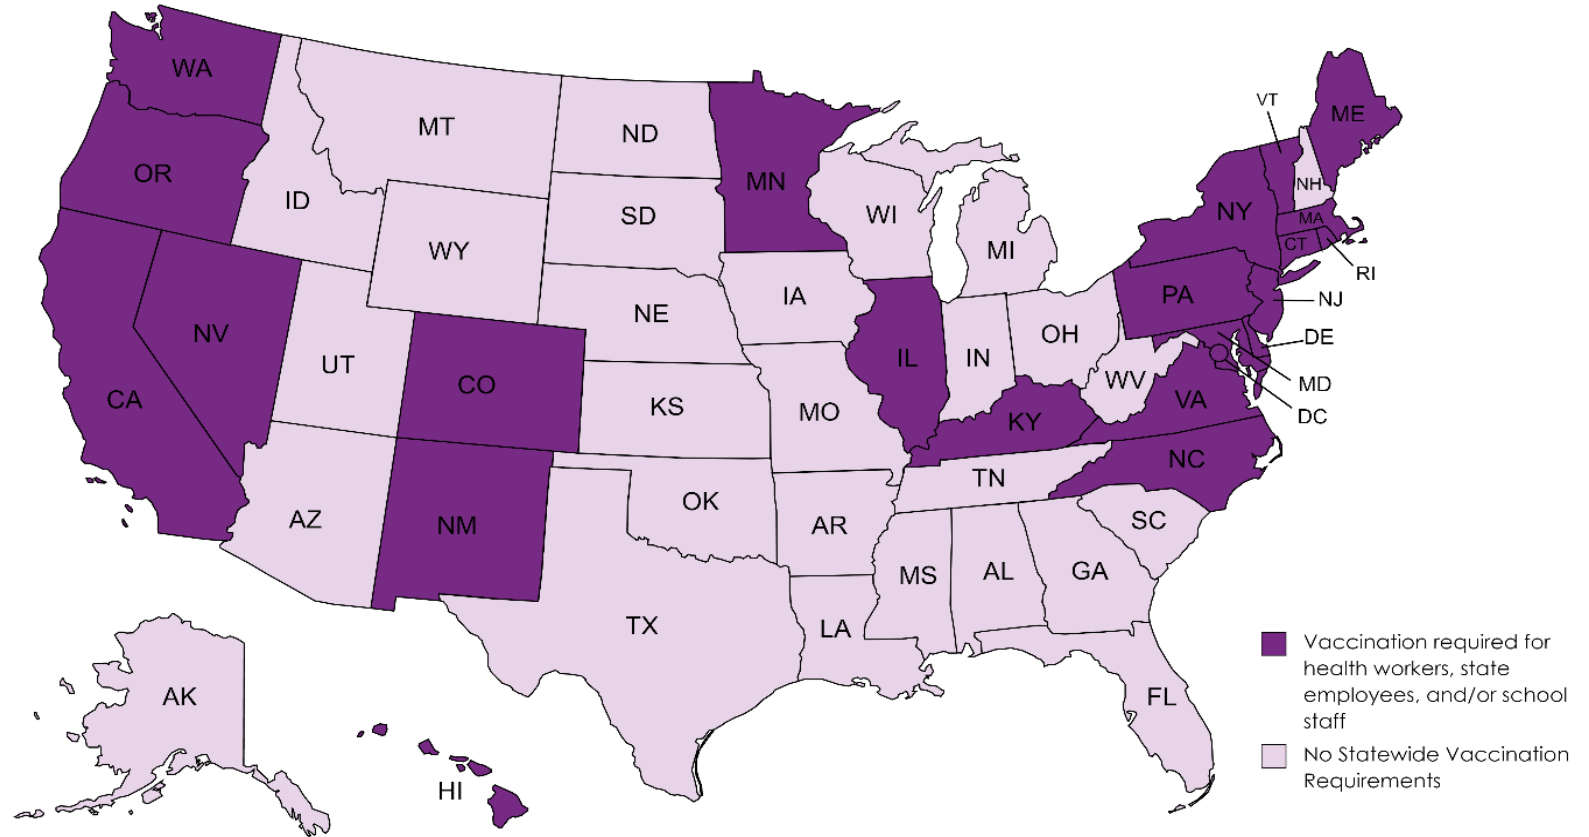 WA
MT
ND
MN
OR
ID
SD
WI
MI
WY
VT
ME
NH
NY
MA
CT
RI
IA
PA
NJ
NE
NV
OH
DE
UT
IL
IN
CO
WV
MD
CA
KS
MO
KY
VA
DC
NC
TN
OK
AZ
NM
AR
SC
MS
AL
GA
TX
LA
AK
FL
HI
Vaccination required for
health workers, state
employees, and/or school
staff
No Statewide Vaccination
Requirements